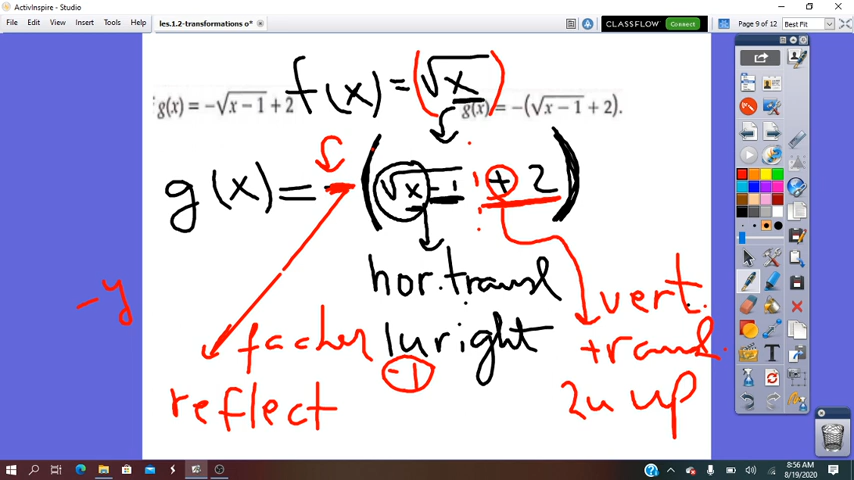 ActivInspire - Studio
File Edit View Insert Tools Help
les.1.2-transformations o*
CLASSFLOW Connect Page 9 of 12 Best Fit
f(x) = (√x)
g(x) = -√x-1 + 2
g(x) = -(√x-1 + 2).
g(x) = - (√x-1 + 2)
hor. transl
1u right
-y
facher
-1
reflect
vert.
transl.
2u up
8:56 AM
8/19/2020